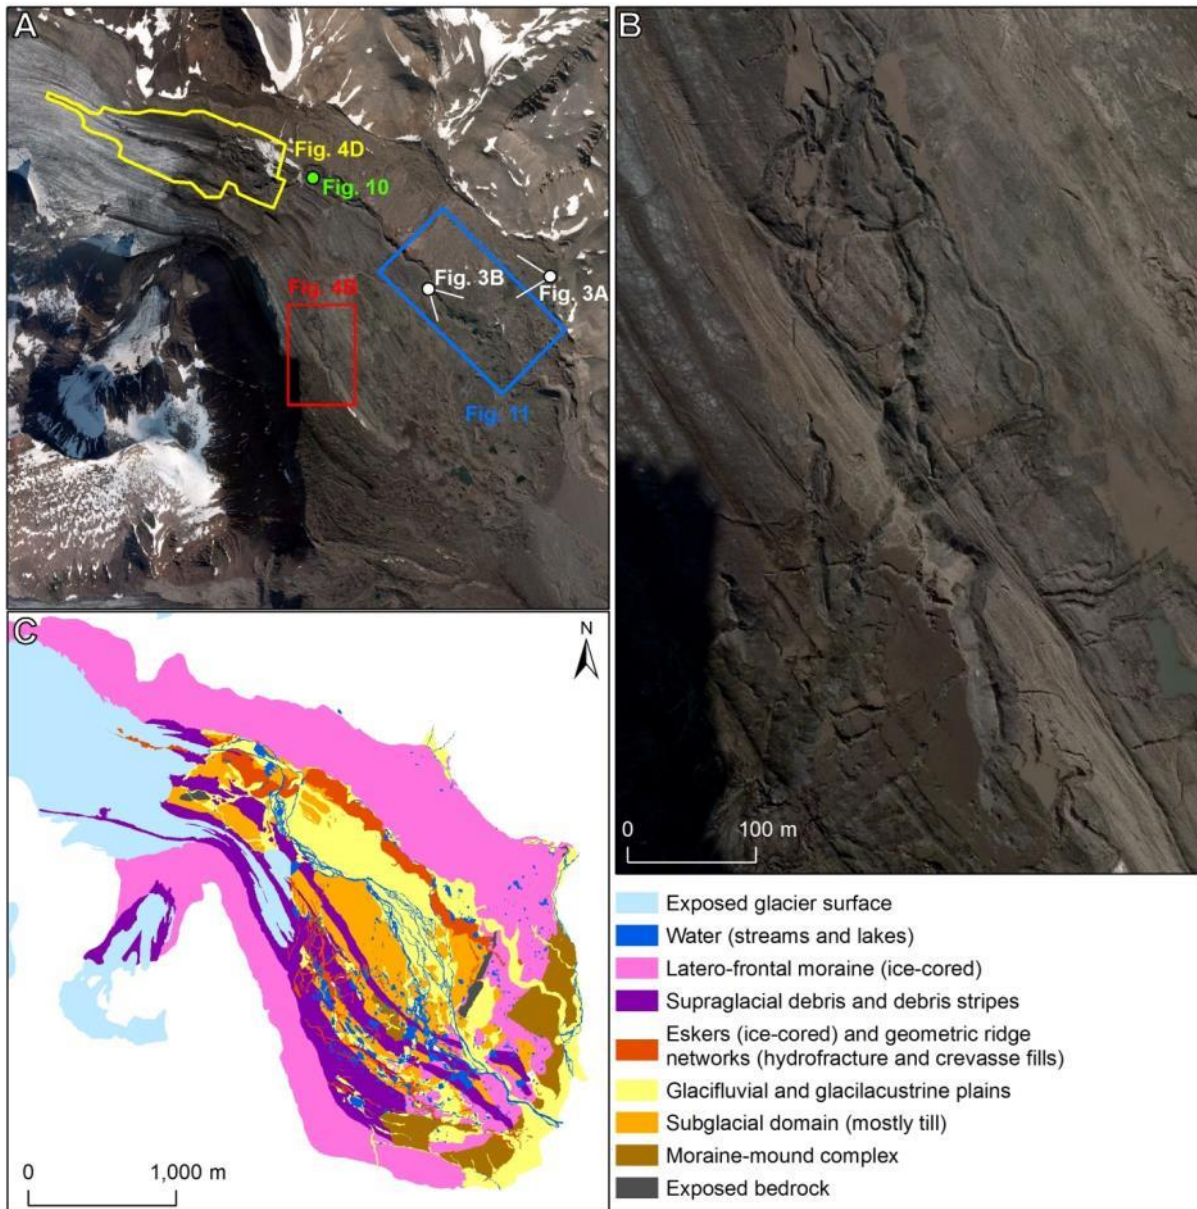 A
Fig. 4D
Fig. 10
Fig. 3B
Fig. 3A
Fig. 4B
Fig. 11
B
0 100 m
C
N
0 1,000 m
Exposed glacier surface
Water (streams and lakes)
Latero-frontal moraine (ice-cored)
Supraglacial debris and debris stripes
Eskers (ice-cored) and geometric ridge
networks (hydrofracture and crevasse fills)
Glacifluvial and glacilacustrine plains
Subglacial domain (mostly till)
Moraine-mound complex
Exposed bedrock